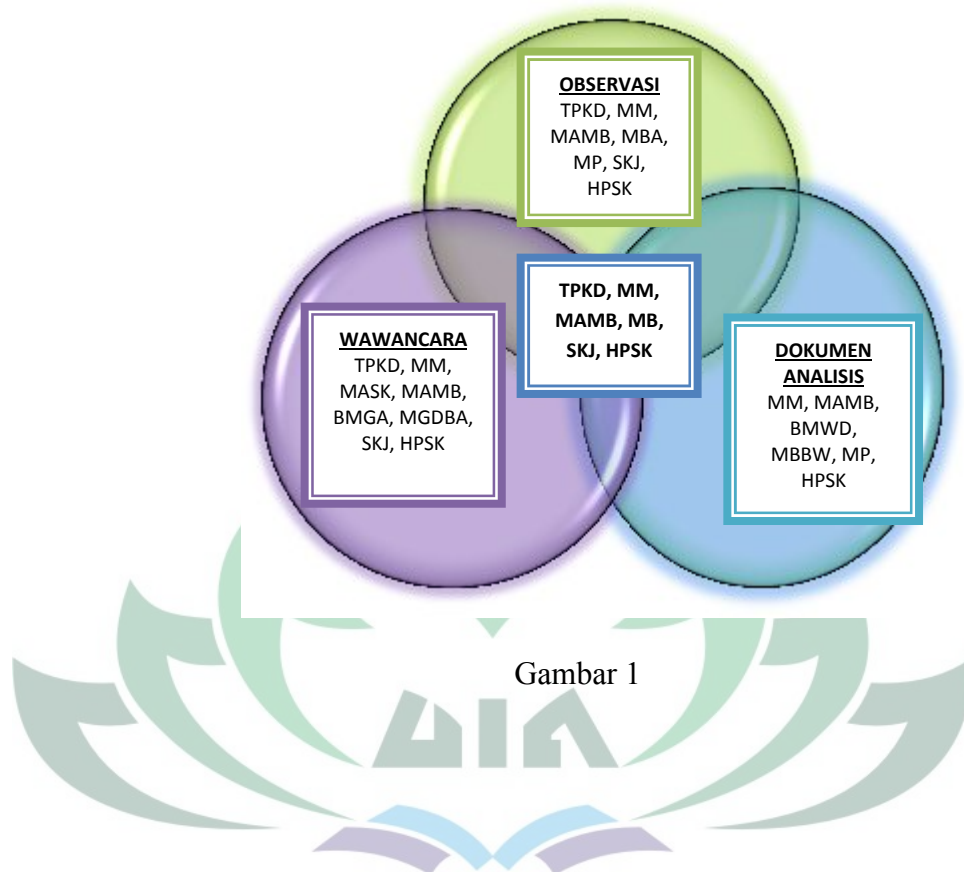 OBSERVASI
TPKD, MM,
MAMB, MBA,
MP, SKJ,
HPSK
TPKD, MM,
MAMB, MB,
SKJ, HPSK
WAWANCARA
TPKD, MM,
MASK, MAMB,
BMGA, MGDBA,
SKJ, HPSK
DOKUMEN
ANALISIS
MM, MAMB,
BMWD,
MBBW, MP,
HPSK
Gambar 1
UIN